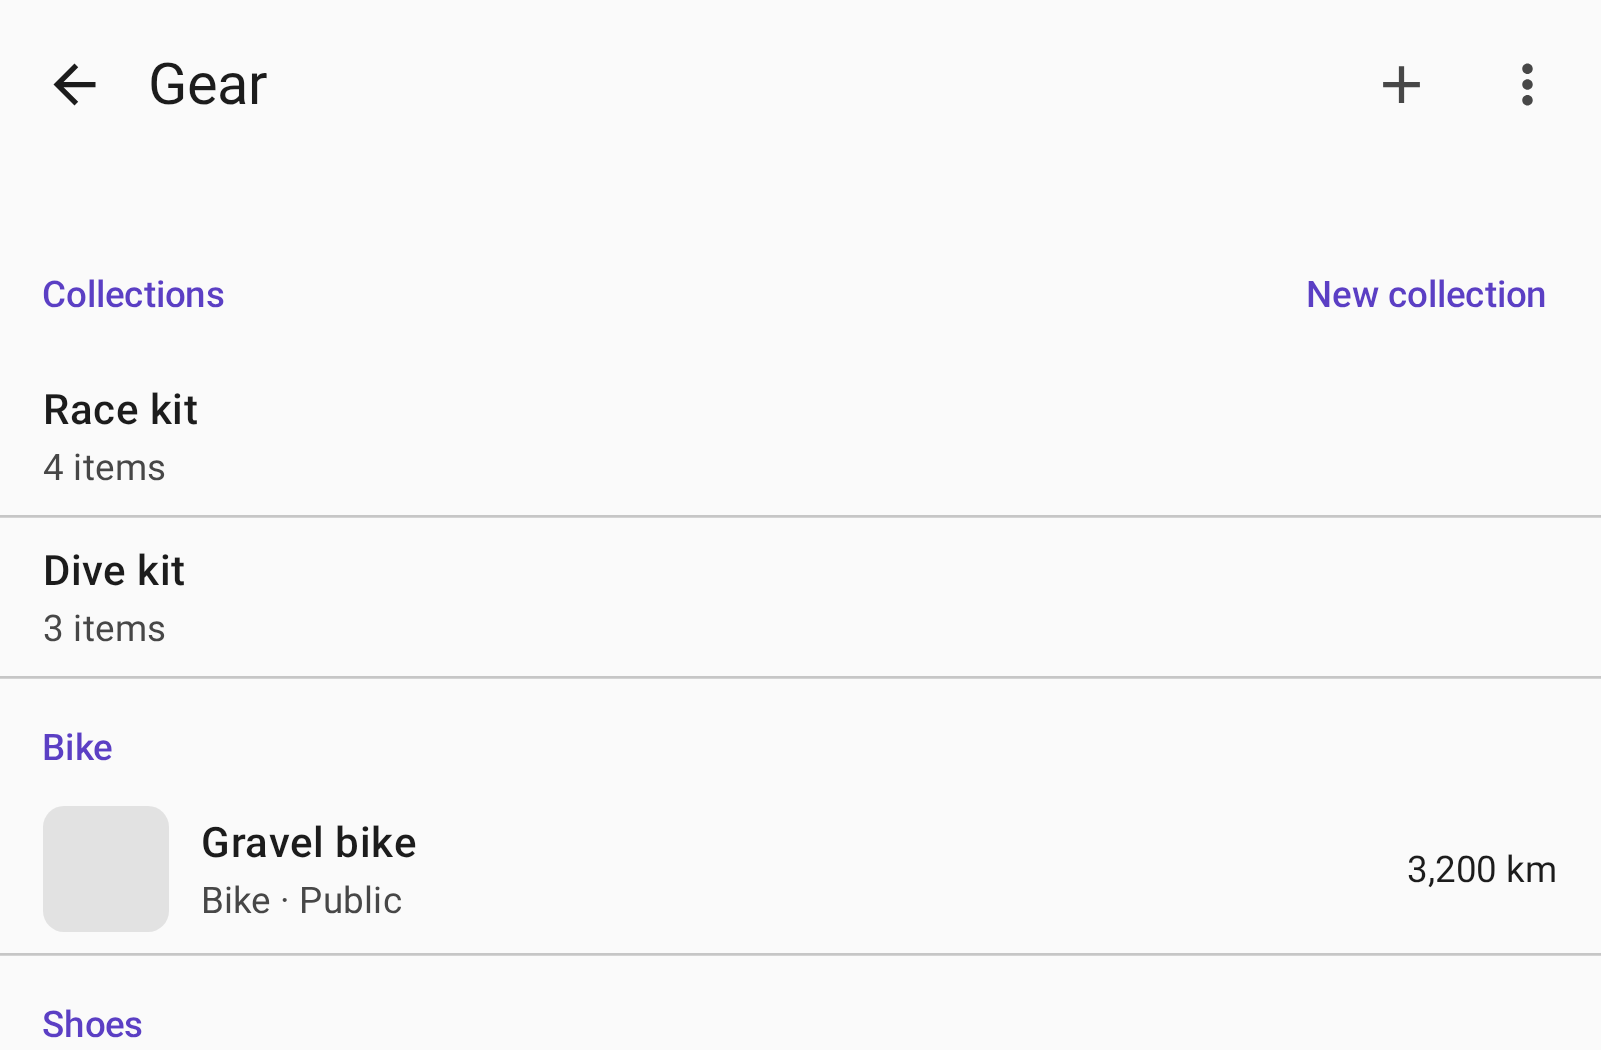 Gear
Collections
New collection
Race kit
4 items
Dive kit
3 items
Bike
Gravel bike
Bike · Public
3,200 km
Shoes